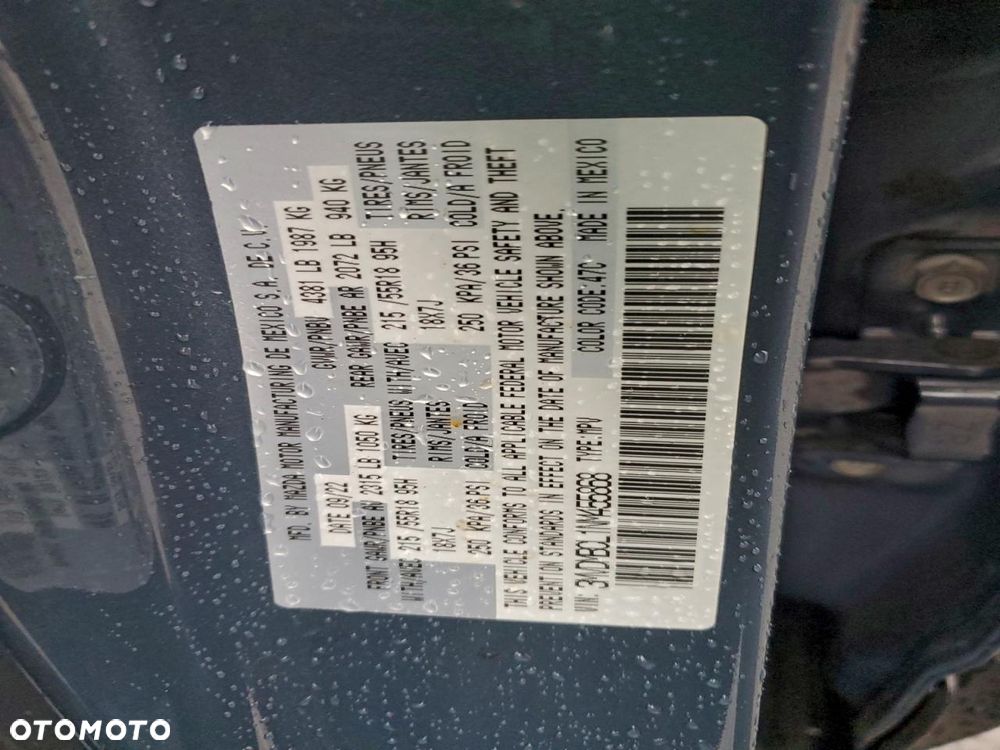 MFD. BY MAZDA MOTOR MANUFACTURING DE MEXICO S.A. DE C.V.
DATE 09/22 GVWR/PNBV 4381 LB 1987 KG
FRONT GAWR/PNBE AV 2315 LB 1050 KG REAR GAWR/PNBE AR 2072 LB 940 KG
WITH/AVEC 215/55R18 95H TIRES/PNEUS WITH/AVEC 215/55R18 95H TIRES/PNEUS
18X7J RIMS/JANTES 18X7J RIMS/JANTES
250 KPA/36 PSI COLD/A FROID 250 KPA/36 PSI COLD/A FROID
THIS VEHICLE CONFORMS TO ALL APPLICABLE FEDERAL MOTOR VEHICLE SAFETY AND THEFT
PREVENTION STANDARDS IN EFFECT ON THE DATE OF MANUFACTURE SHOWN ABOVE.
VIN: TYPE:MPV COLOR CODE:47C MADE IN MEXICO
OTOMOTO